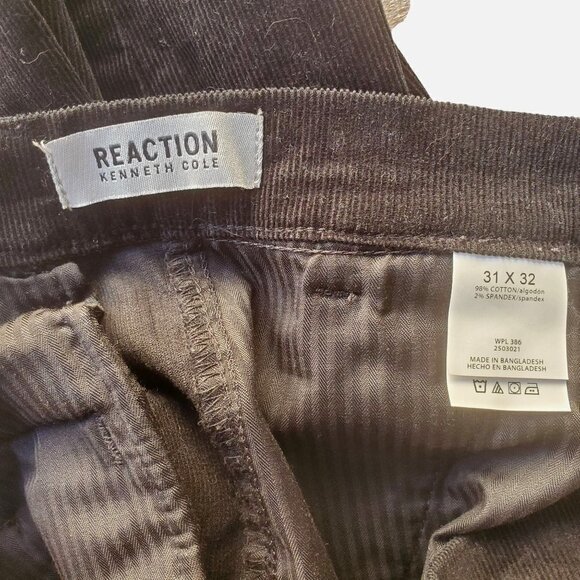 REACTION
KENNETH COLE
31 X 32
98% COTTON/algodón
2% SPANDEX/spandex
WPL 386
2503021
MADE IN BANGLADESH
HECHO EN BANGLADESH